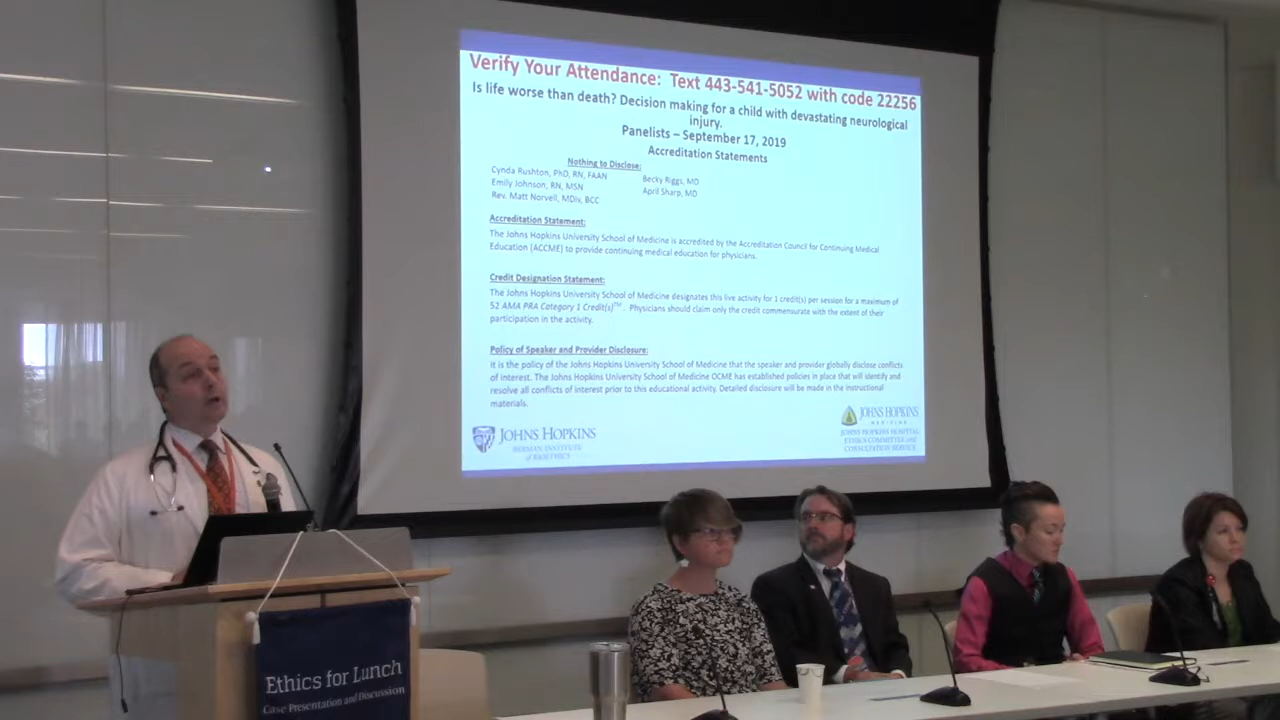 Verify Your Attendance: Text 443-541-5052 with code 22256
Is life worse than death? Decision making for a child with devastating neurological
injury.
Panelists – September 17, 2019
Accreditation Statements
Nothing to Disclose:
Cynda Rushton, PhD, RN, FAAN
Emily Johnson, RN, MSN
Rev. Matt Norvell, MDiv, BCC
Becky Riggs, MD
April Sharp, MD
Accreditation Statement:
The Johns Hopkins University School of Medicine is accredited by the Accreditation Council for Continuing Medical
Education (ACCME) to provide continuing medical education for physicians.
Credit Designation Statement:
The Johns Hopkins University School of Medicine designates this live activity for 1 credit(s) per session for a maximum of
52 AMA PRA Category 1 Credit(s)TM . Physicians should claim only the credit commensurate with the extent of their
participation in the activity.
Policy of Speaker and Provider Disclosure:
It is the policy of the Johns Hopkins University School of Medicine that the speaker and provider globally disclose conflicts
of interest. The Johns Hopkins University School of Medicine OCME has established policies in place that will identify and
resolve all conflicts of interest prior to this educational activity. Detailed disclosure will be made in the instructional
materials.
JOHNS HOPKINS
BERMAN INSTITUTE
of BIOETHICS
JOHNS HOPKINS
MEDICINE
JOHNS HOPKINS HOSPITAL
ETHICS COMMITTEE AND
CONSULTATION SERVICE
Ethics for Lunch
Case Presentation and Discussion